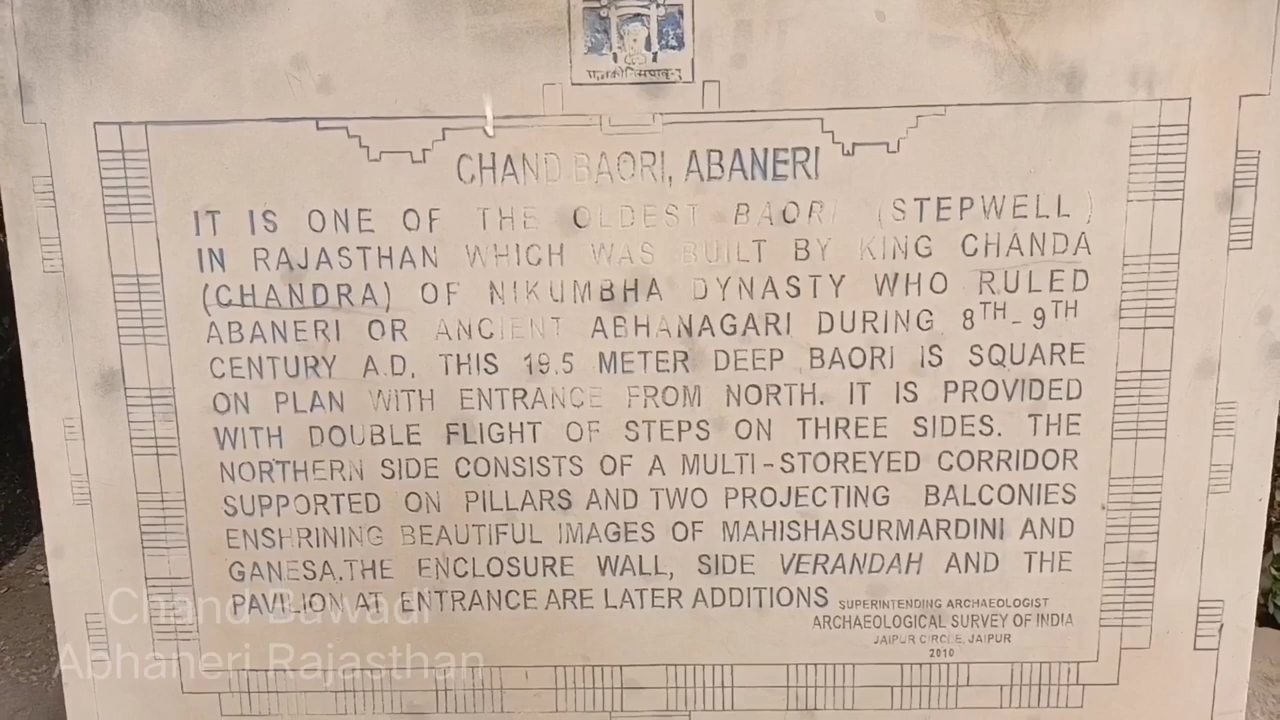 CHAND BAORI, ABANERI
IT IS ONE OF THE OLDEST BAORI (STEPWELL)
IN RAJASTHAN WHICH WAS BUILT BY KING CHANDA
(CHANDRA) OF NIKUMBHA DYNASTY WHO RULED
ABANERI OR ANCIENT ABHANAGARI DURING 8TH - 9TH
CENTURY A.D. THIS 19.5 METER DEEP BAORI IS SQUARE
ON PLAN WITH ENTRANCE FROM NORTH. IT IS PROVIDED
WITH DOUBLE FLIGHT OF STEPS ON THREE SIDES. THE
NORTHERN SIDE CONSISTS OF A MULTI-STOREYED CORRIDOR
SUPPORTED ON PILLARS AND TWO PROJECTING BALCONIES
ENSHRINING BEAUTIFUL IMAGES OF MAHISHASURMARDINI AND
GANESA.THE ENCLOSURE WALL, SIDE VERANDAH AND THE
PAVILION AT ENTRANCE ARE LATER ADDITIONS
SUPERINTENDING ARCHAEOLOGIST
ARCHAEOLOGICAL SURVEY OF INDIA
JAIPUR CIRCLE, JAIPUR
2010
Chand Bawadi
Abhaneri Rajasthan